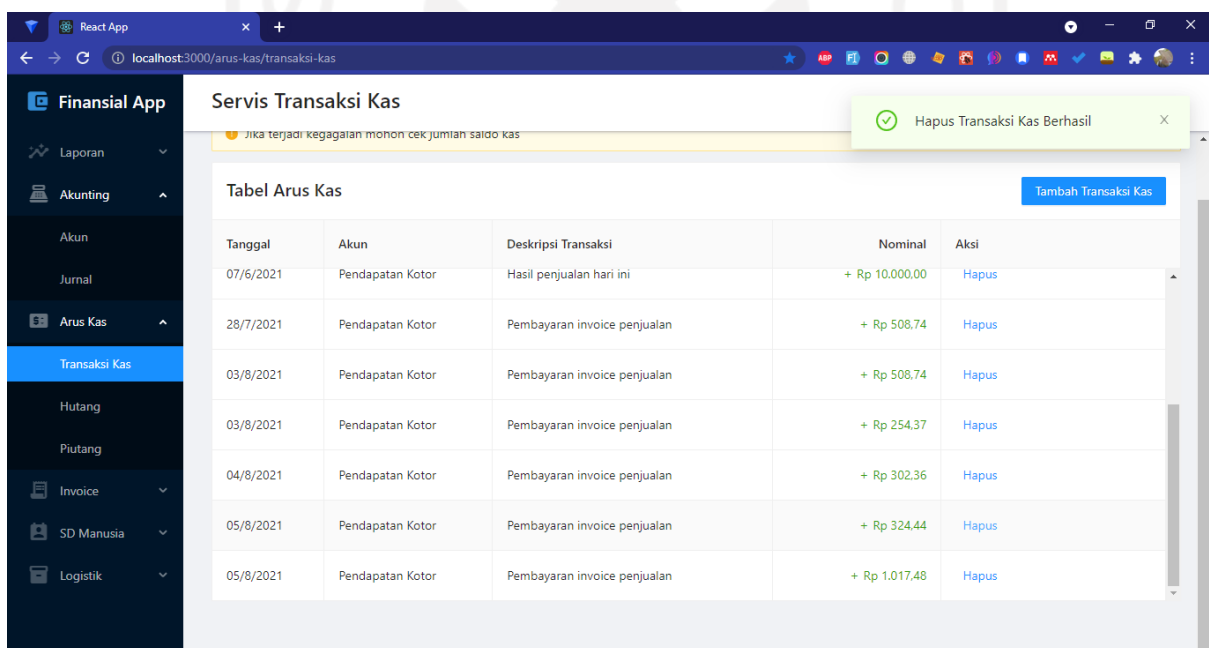 React App
localhost:3000/arus-kas/transaksi-kas
ABP
Finansial App
Servis Transaksi Kas
Hapus Transaksi Kas Berhasil
Jika terjadi kegagalan mohon cek jumlah saldo kas
Laporan
Akunting
Akun
Jurnal
Arus Kas
Transaksi Kas
Hutang
Piutang
Invoice
SD Manusia
Logistik
Tabel Arus Kas
Tambah Transaksi Kas
Tanggal Akun Deskripsi Transaksi Nominal Aksi
07/6/2021 Pendapatan Kotor Hasil penjualan hari ini + Rp 10.000,00 Hapus
28/7/2021 Pendapatan Kotor Pembayaran invoice penjualan + Rp 508,74 Hapus
03/8/2021 Pendapatan Kotor Pembayaran invoice penjualan + Rp 508,74 Hapus
03/8/2021 Pendapatan Kotor Pembayaran invoice penjualan + Rp 254,37 Hapus
04/8/2021 Pendapatan Kotor Pembayaran invoice penjualan + Rp 302,36 Hapus
05/8/2021 Pendapatan Kotor Pembayaran invoice penjualan + Rp 324,44 Hapus
05/8/2021 Pendapatan Kotor Pembayaran invoice penjualan + Rp 1.017,48 Hapus